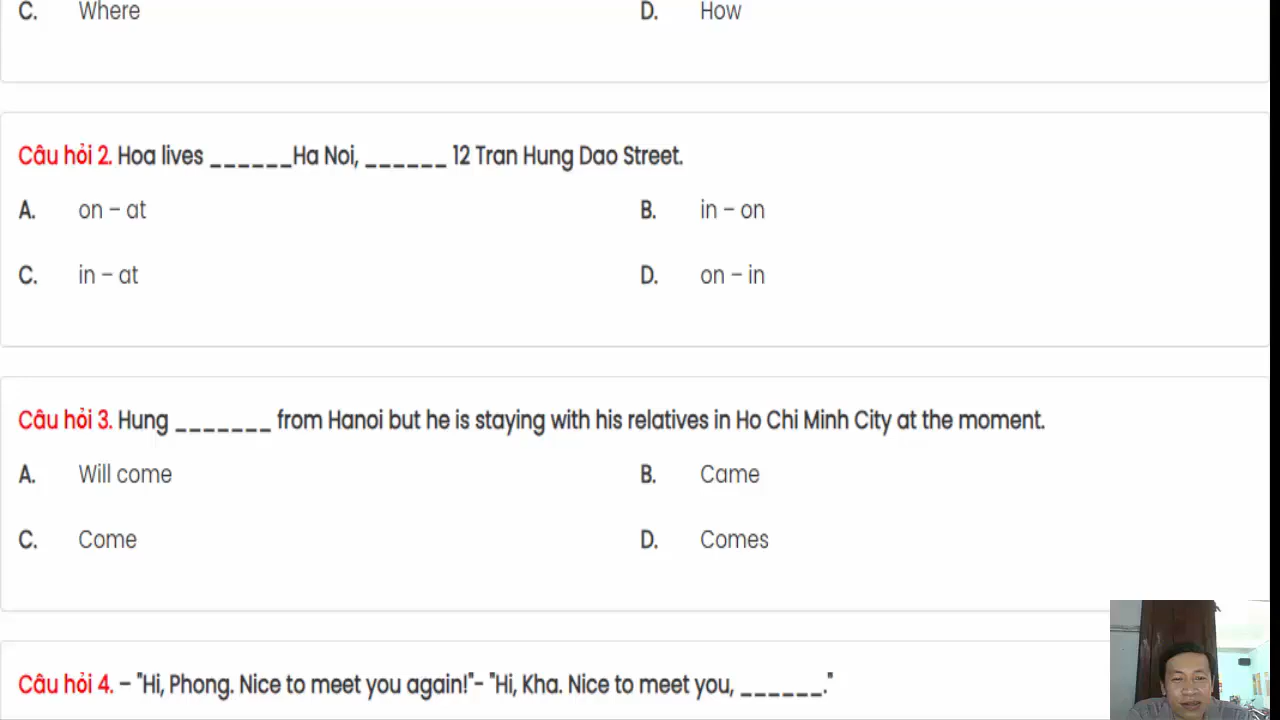 C. Where D. How
Câu hỏi 2. Hoa lives ______Ha Noi, ______ 12 Tran Hung Dao Street.
A. on – at B. in – on
C. in – at D. on – in
Câu hỏi 3. Hung _______ from Hanoi but he is staying with his relatives in Ho Chi Minh City at the moment.
A. Will come B. Came
C. Come D. Comes
Câu hỏi 4. – "Hi, Phong. Nice to meet you again!"- "Hi, Kha. Nice to meet you, ______."